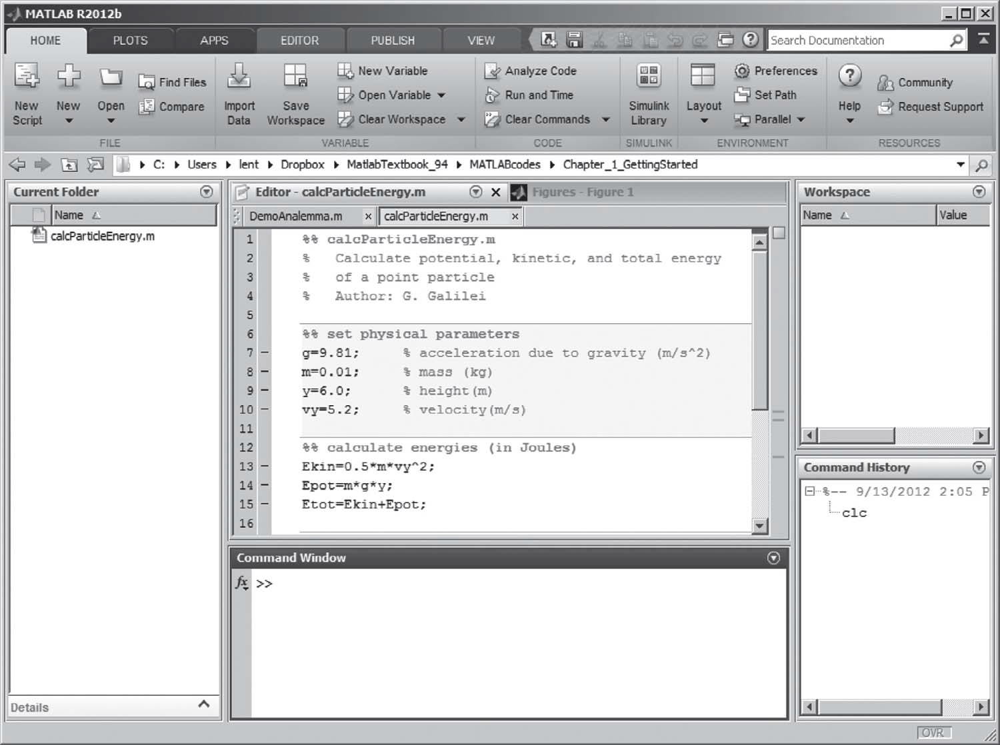 MATLAB R2012b
HOME PLOTS APPS EDITOR PUBLISH VIEW
Search Documentation
New Script
New
Open
Find Files
Compare
FILE
Import Data
Save Workspace
New Variable
Open Variable
Clear Workspace
VARIABLE
Analyze Code
Run and Time
Clear Commands
CODE
Simulink Library
SIMULINK
Layout
Preferences
Set Path
Parallel
ENVIRONMENT
Help
Community
Request Support
RESOURCES
C: Users lent Dropbox MatlabTextbook_94 MATLABcodes Chapter_1_GettingStarted
Current Folder
Name
calcParticleEnergy.m
Details
Editor - calcParticleEnergy.m
Figures - Figure 1
DemoAnalemma.m × calcParticleEnergy.m ×
1 %% calcParticleEnergy.m
2 %   Calculate potential, kinetic, and total energy
3 %   of a point particle
4 %   Author: G. Galilei
5
6 %% set physical parameters
7 – g=9.81;     % acceleration due to gravity (m/s^2)
8 – m=0.01;     % mass (kg)
9 – y=6.0;      % height(m)
10 – vy=5.2;     % velocity(m/s)
11
12 %% calculate energies (in Joules)
13 – Ekin=0.5*m*vy^2;
14 – Epot=m*g*y;
15 – Etot=Ekin+Epot;
16
Command Window
fx >>
Workspace
Name Value
Command History
%-- 9/13/2012 2:05 P
clc
OVR